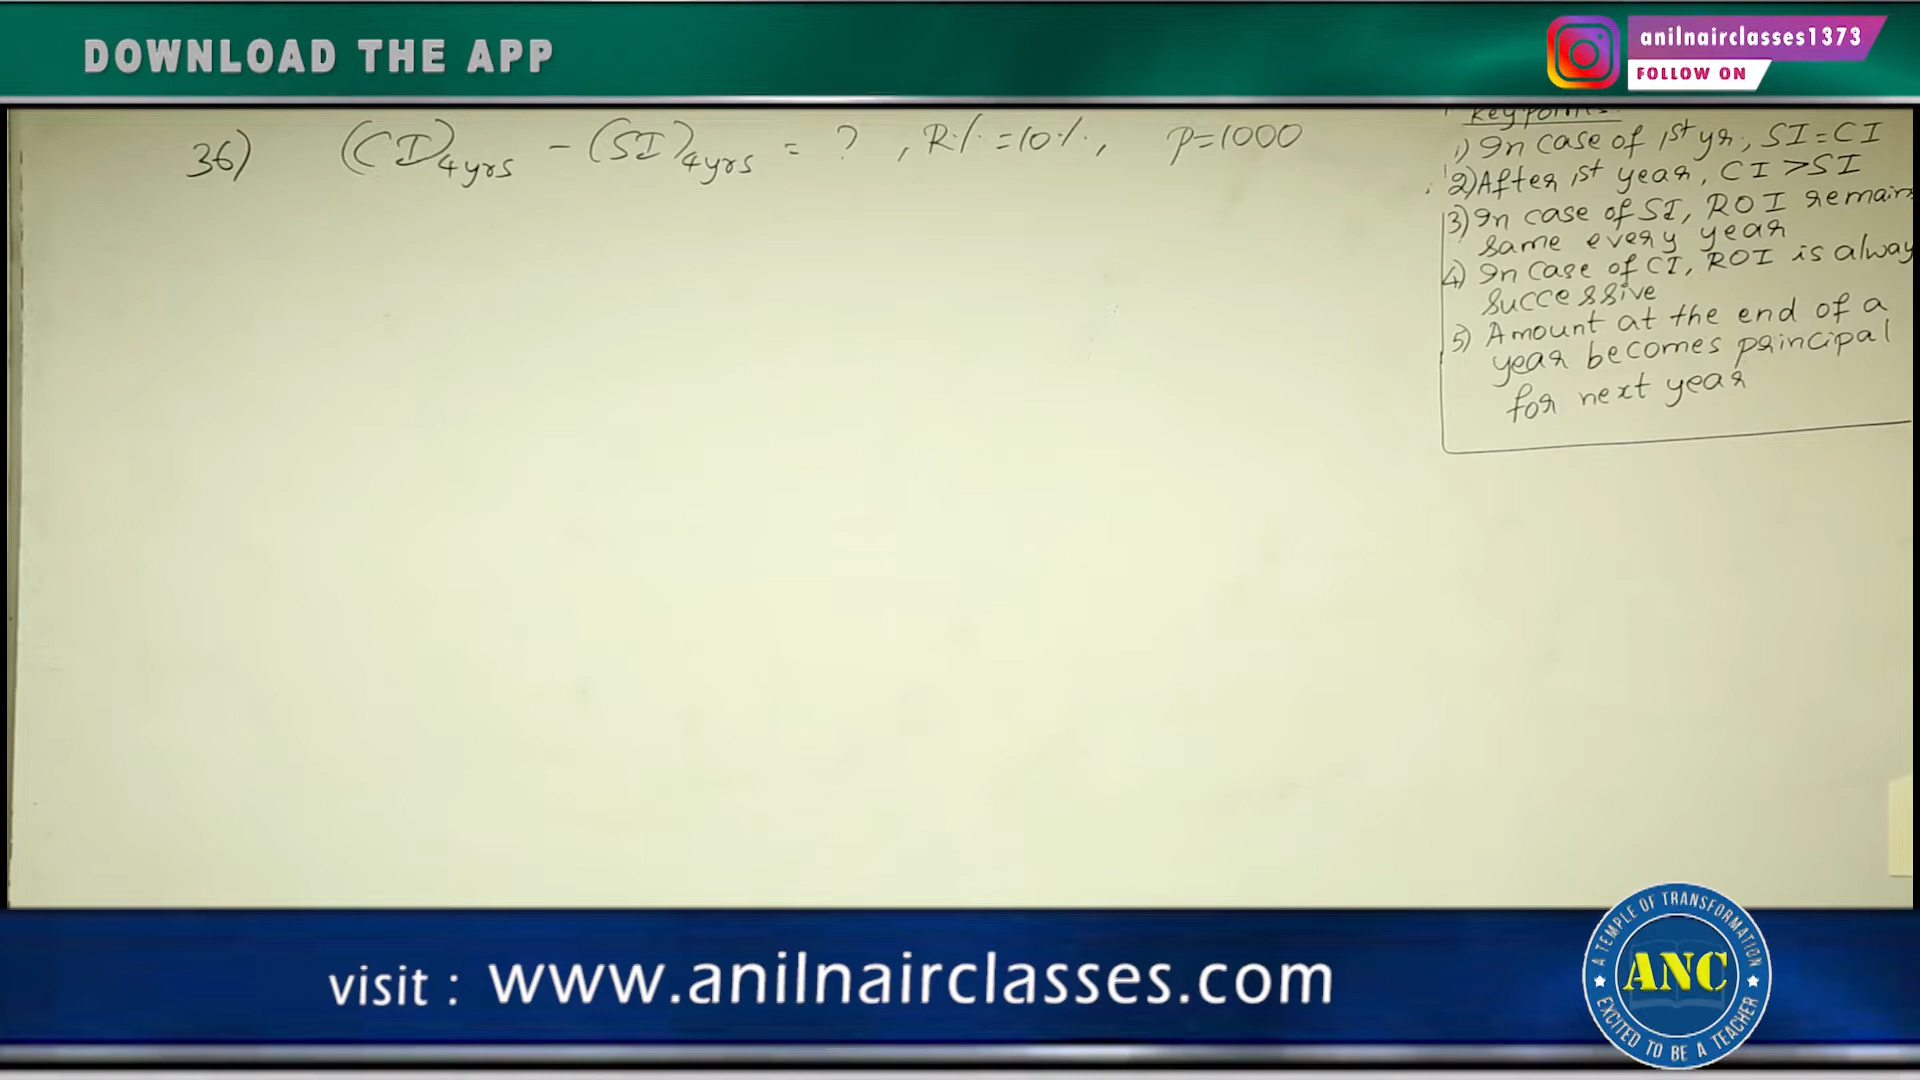 DOWNLOAD THE APP
anilnairclasses1373
FOLLOW ON
36) (CI)4yrs - (SI)4yrs = ? , R% = 10%, P=1000
Key points
1) In case of 1st yr, SI = CI
2) After 1st year, CI > SI
3) In case of SI, ROI remains
same every year
4) In case of CI, ROI is alway
successive
5) Amount at the end of a
year becomes principal
for next year
visit : www.anilnairclasses.com
A TEMPLE OF TRANSFORMATION
ANC
EXCITED TO BE A TEACHER